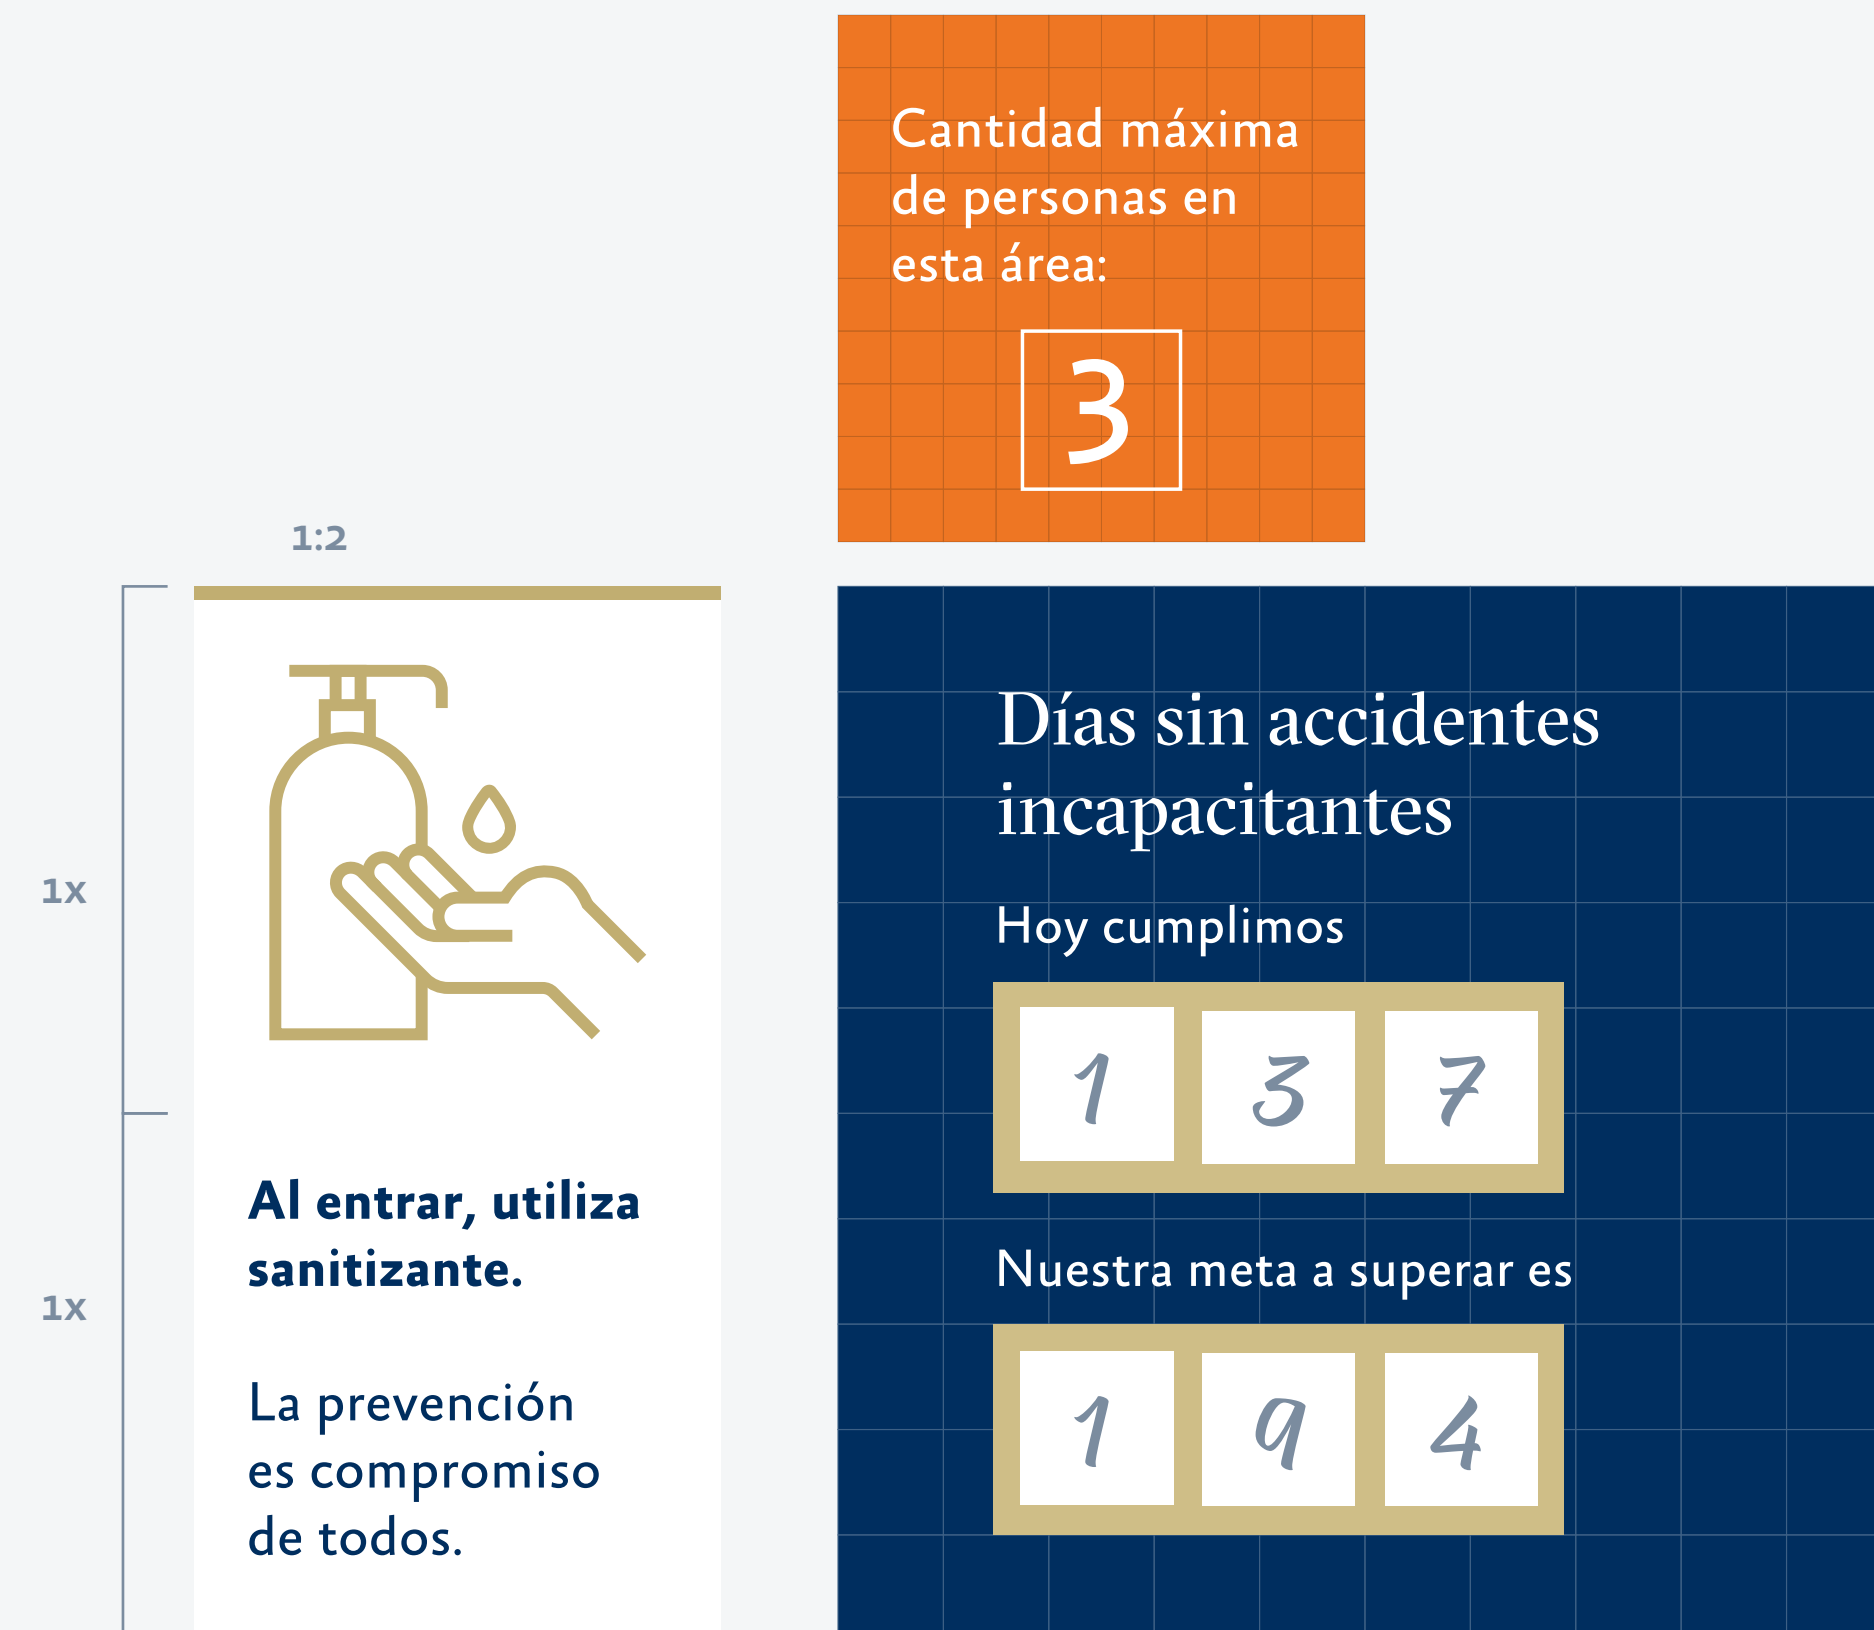 Cantidad máxima
de personas en
esta área:
3
1:2
1x
1x
Al entrar, utiliza
sanitizante.
La prevención
es compromiso
de todos.
Días sin accidentes
incapacitantes
Hoy cumplimos
1 3 7
Nuestra meta a superar es
1 9 4